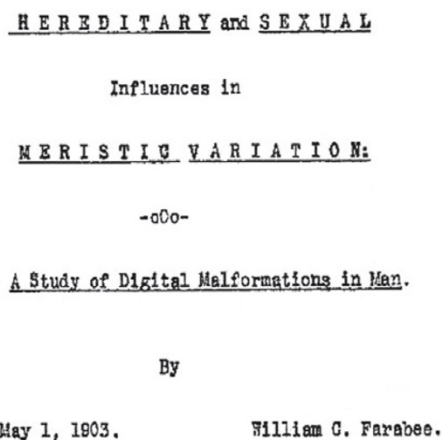 HEREDITARY and SEXUAL
Influences in
MERISTIC VARIATION:
-oOo-
A Study of Digital Malformations in Man.
By
May 1, 1903. William C. Farabee.